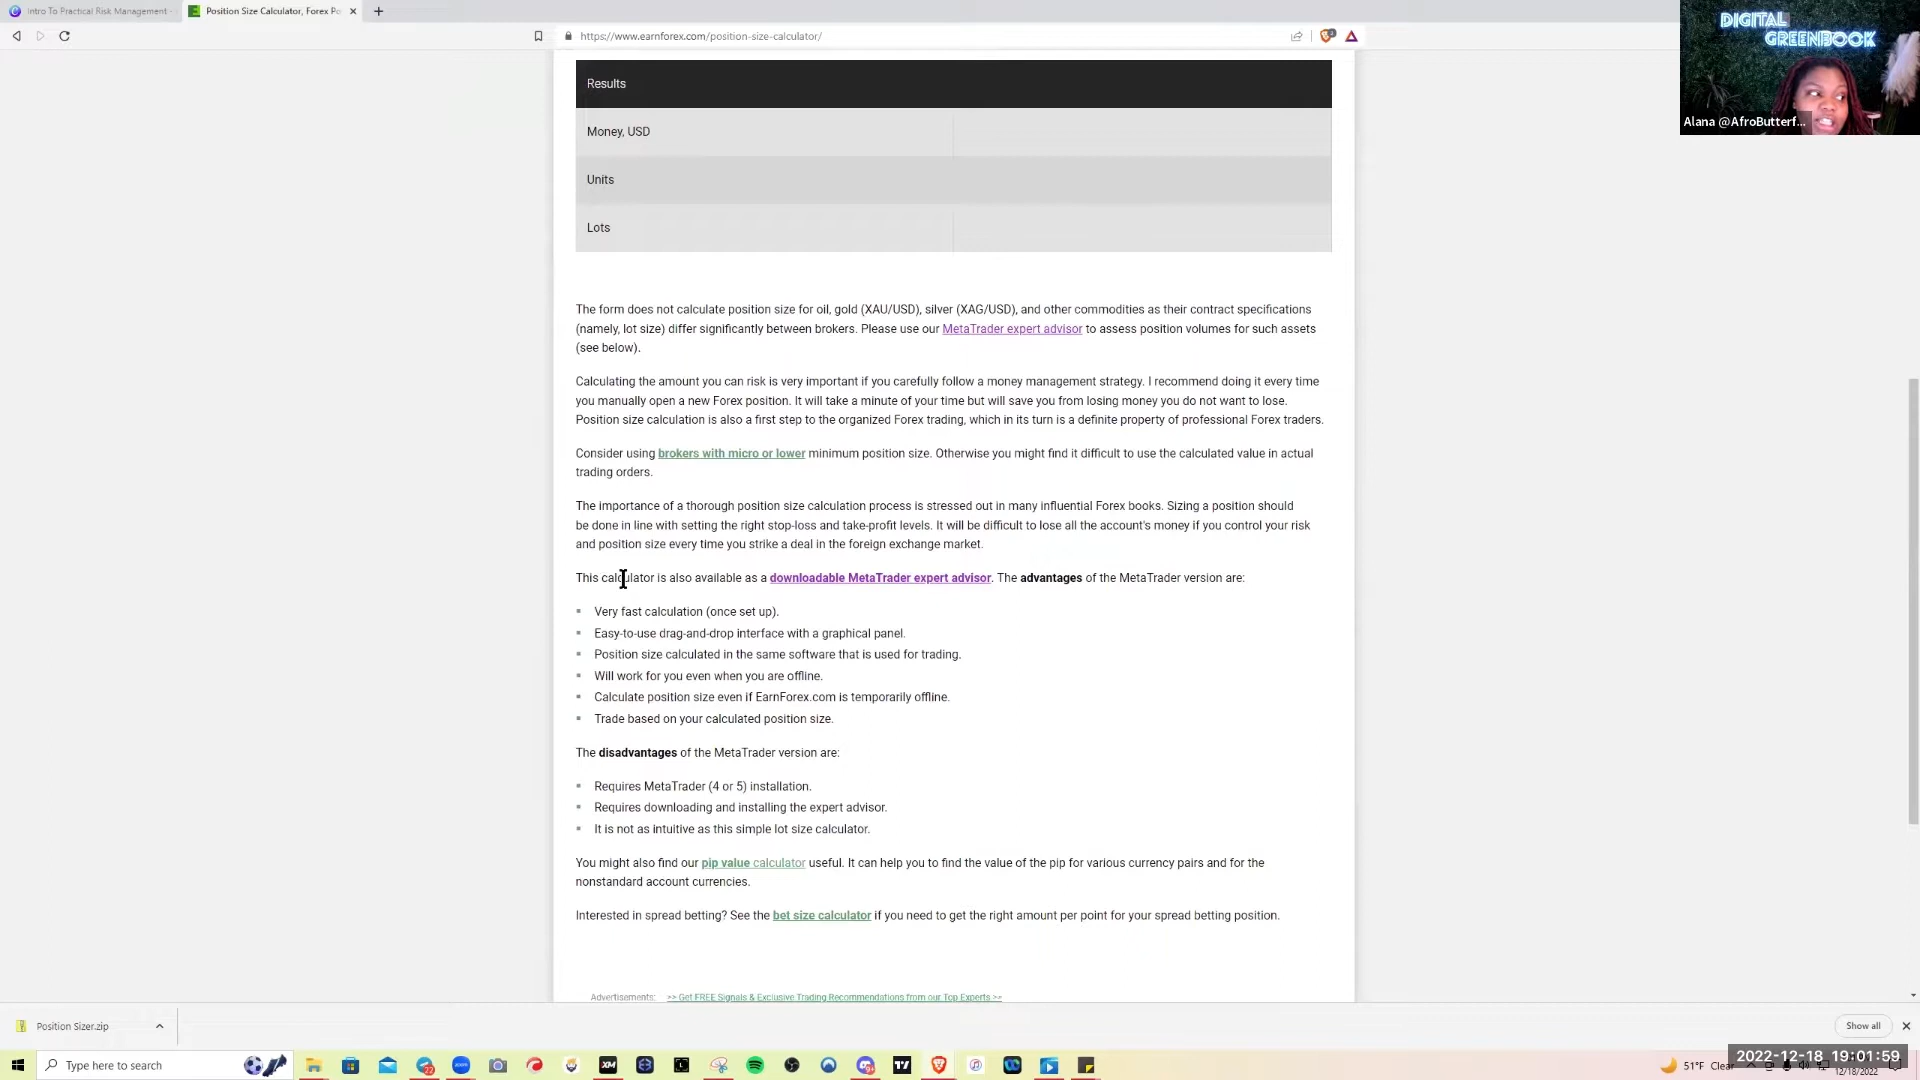 Intro To Practical Risk Management -
Position Size Calculator, Forex Po
https://www.earnforex.com/position-size-calculator/
DIGITAL
GREENBOOK
Alana @AfroButterf...
Results
Money, USD
Units
Lots
The form does not calculate position size for oil, gold (XAU/USD), silver (XAG/USD), and other commodities as their contract specifications
(namely, lot size) differ significantly between brokers. Please use our MetaTrader expert advisor to assess position volumes for such assets
(see below).
Calculating the amount you can risk is very important if you carefully follow a money management strategy. I recommend doing it every time
you manually open a new Forex position. It will take a minute of your time but will save you from losing money you do not want to lose.
Position size calculation is also a first step to the organized Forex trading, which in its turn is a definite property of professional Forex traders.
Consider using brokers with micro or lower minimum position size. Otherwise you might find it difficult to use the calculated value in actual
trading orders.
The importance of a thorough position size calculation process is stressed out in many influential Forex books. Sizing a position should
be done in line with setting the right stop-loss and take-profit levels. It will be difficult to lose all the account's money if you control your risk
and position size every time you strike a deal in the foreign exchange market.
This calculator is also available as a downloadable MetaTrader expert advisor. The advantages of the MetaTrader version are:
Very fast calculation (once set up).
Easy-to-use drag-and-drop interface with a graphical panel.
Position size calculated in the same software that is used for trading.
Will work for you even when you are offline.
Calculate position size even if EarnForex.com is temporarily offline.
Trade based on your calculated position size.
The disadvantages of the MetaTrader version are:
Requires MetaTrader (4 or 5) installation.
Requires downloading and installing the expert advisor.
It is not as intuitive as this simple lot size calculator.
You might also find our pip value calculator useful. It can help you to find the value of the pip for various currency pairs and for the
nonstandard account currencies.
Interested in spread betting? See the bet size calculator if you need to get the right amount per point for your spread betting position.
Advertisements: >> Get FREE Signals & Exclusive Trading Recommendations from our Top Experts >>
Position Sizer.zip
Show all
Type here to search
22
XM
51°F Clear
2022-12-18 19:01:59
12/18/2022